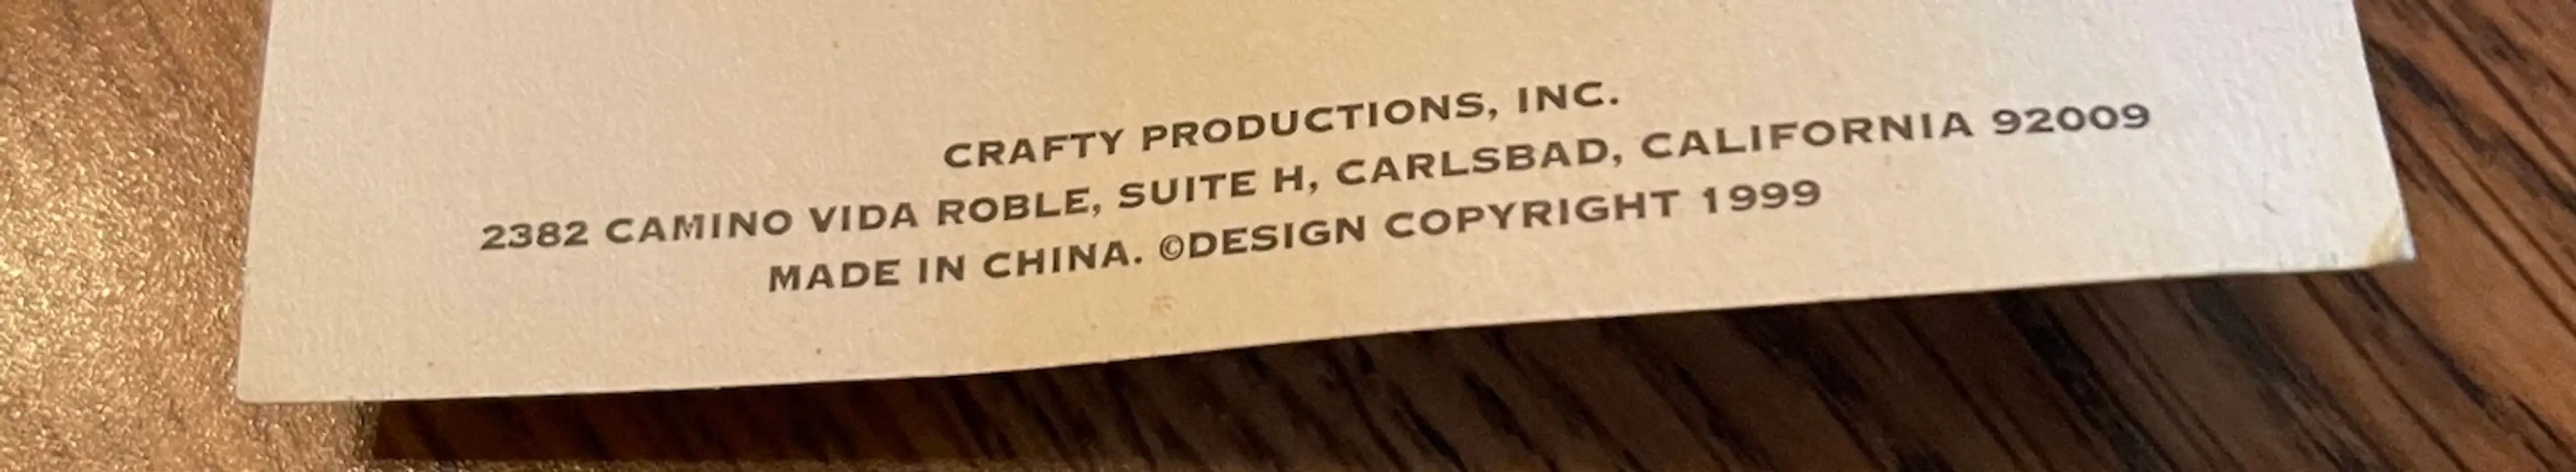 CRAFTY PRODUCTIONS, INC.
2382 CAMINO VIDA ROBLE, SUITE H, CARLSBAD, CALIFORNIA 92009
MADE IN CHINA. ©DESIGN COPYRIGHT 1999